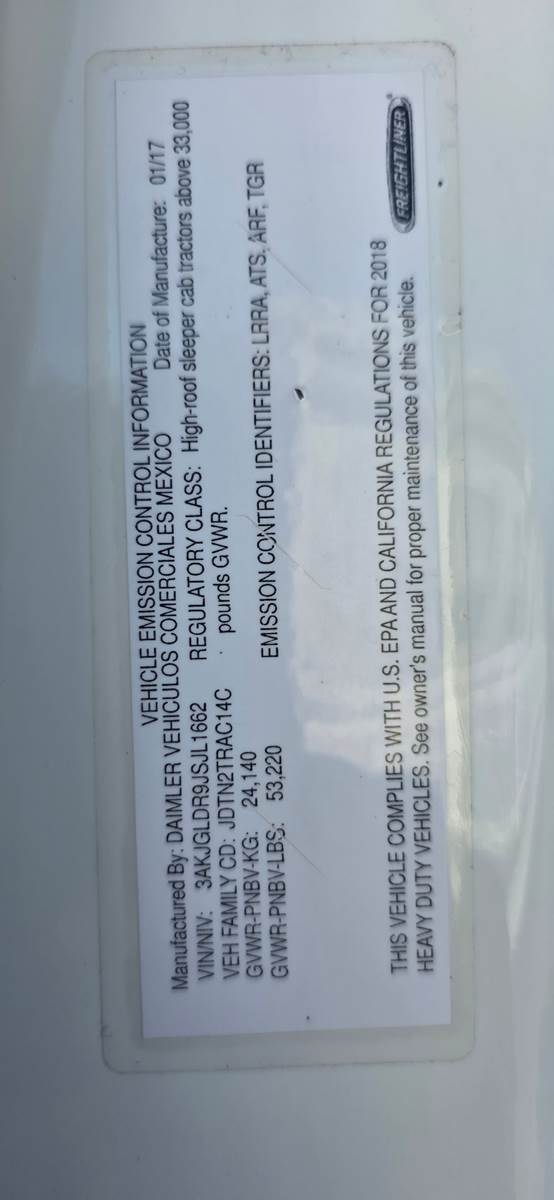 VEHICLE EMISSION CONTROL INFORMATION
Manufactured By: DAIMLER VEHICULOS COMERCIALES MEXICO Date of Manufacture: 01/17
VIN/NIV: 3AKJGLDR9JSJL1662 REGULATORY CLASS: High-roof sleeper cab tractors above 33,000
VEH FAMILY CD: JDTN2TRAC14C pounds GVWR.
GVWR-PNBV-KG: 24,140
GVWR-PNBV-LBS: 53,220 EMISSION CONTROL IDENTIFIERS: LRRA, ATS, ARF, TGR
THIS VEHICLE COMPLIES WITH U.S. EPA AND CALIFORNIA REGULATIONS FOR 2018
HEAVY DUTY VEHICLES. See owner's manual for proper maintenance of this vehicle.
FREIGHTLINER